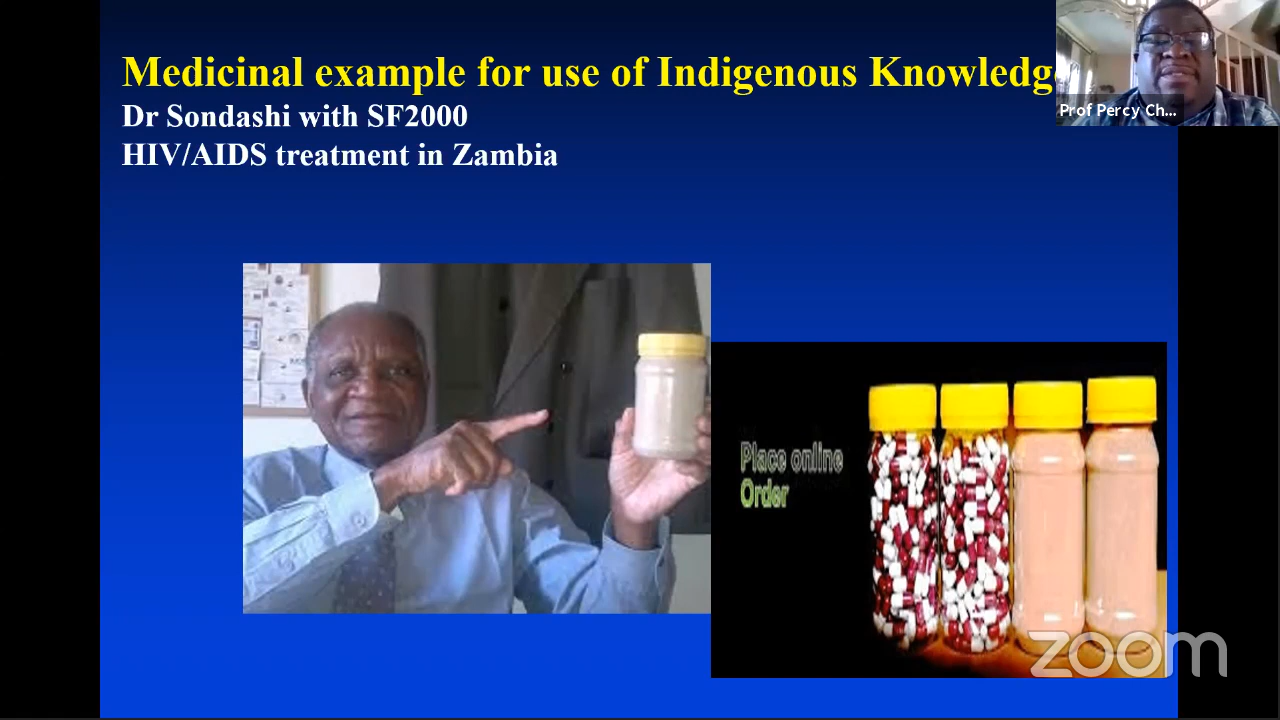 Medicinal example for use of Indigenous Knowledg
Dr Sondashi with SF2000
HIV/AIDS treatment in Zambia
Prof Percy Ch...
Place online
Order
zoom